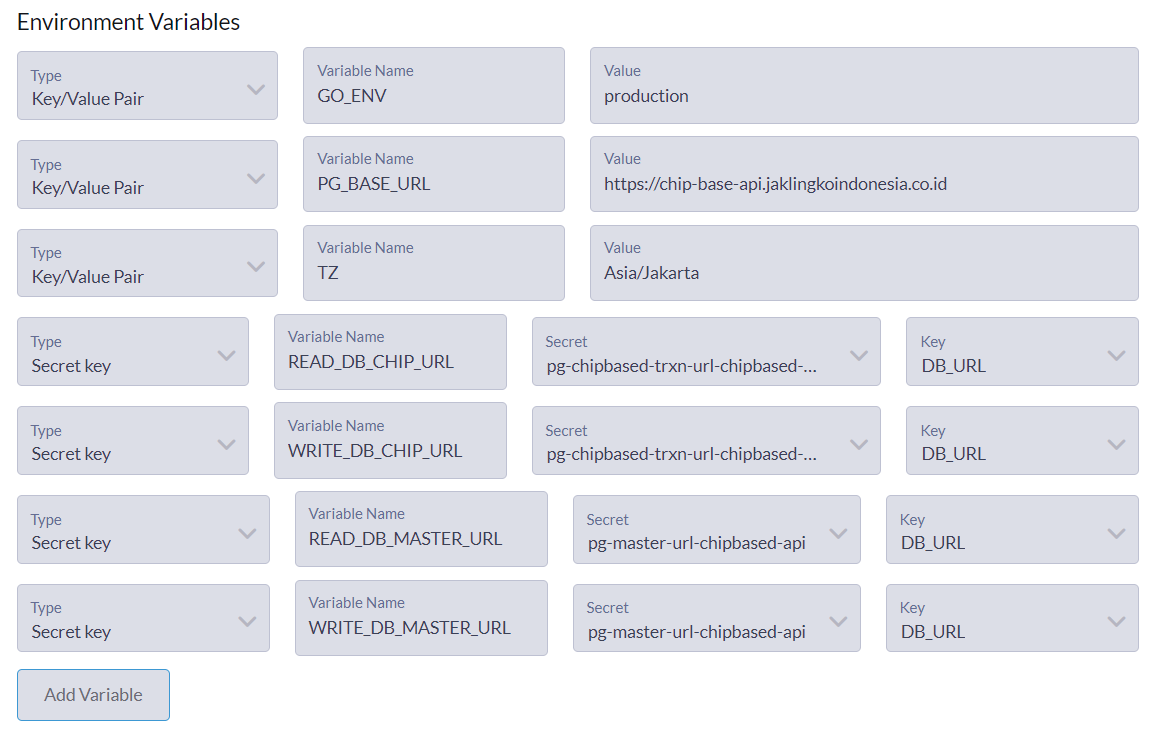 Environment Variables
Type
Key/Value Pair
Variable Name
GO_ENV
Value
production
Type
Key/Value Pair
Variable Name
PG_BASE_URL
Value
https://chip-base-api.jaklingkoindonesia.co.id
Type
Key/Value Pair
Variable Name
TZ
Value
Asia/Jakarta
Type
Secret key
Variable Name
READ_DB_CHIP_URL
Secret
pg-chipbased-trxn-url-chipbased-...
Key
DB_URL
Type
Secret key
Variable Name
WRITE_DB_CHIP_URL
Secret
pg-chipbased-trxn-url-chipbased-...
Key
DB_URL
Type
Secret key
Variable Name
READ_DB_MASTER_URL
Secret
pg-master-url-chipbased-api
Key
DB_URL
Type
Secret key
Variable Name
WRITE_DB_MASTER_URL
Secret
pg-master-url-chipbased-api
Key
DB_URL
Add Variable